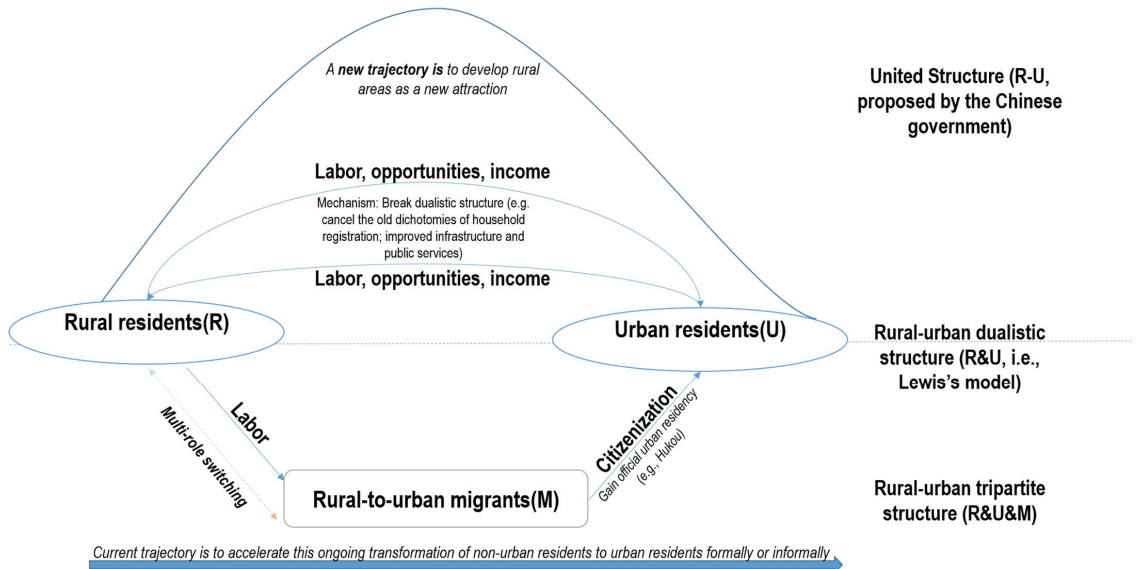 A new trajectory is to develop rural
areas as a new attraction
United Structure (R-U,
proposed by the Chinese
government)
Labor, opportunities, income
Mechanism: Break dualistic structure (e.g.
cancel the old dichotomies of household
registration; improved infrastructure and
public services)
Labor, opportunities, income
Rural residents(R)
Urban residents(U)
Rural-urban dualistic
structure (R&U, i.e.,
Lewis's model)
Multi-role switching
Labor
Citizenization
Gain official urban residency
(e.g., Hukou)
Rural-to-urban migrants(M)
Rural-urban tripartite
structure (R&U&M)
Current trajectory is to accelerate this ongoing transformation of non-urban residents to urban residents formally or informally